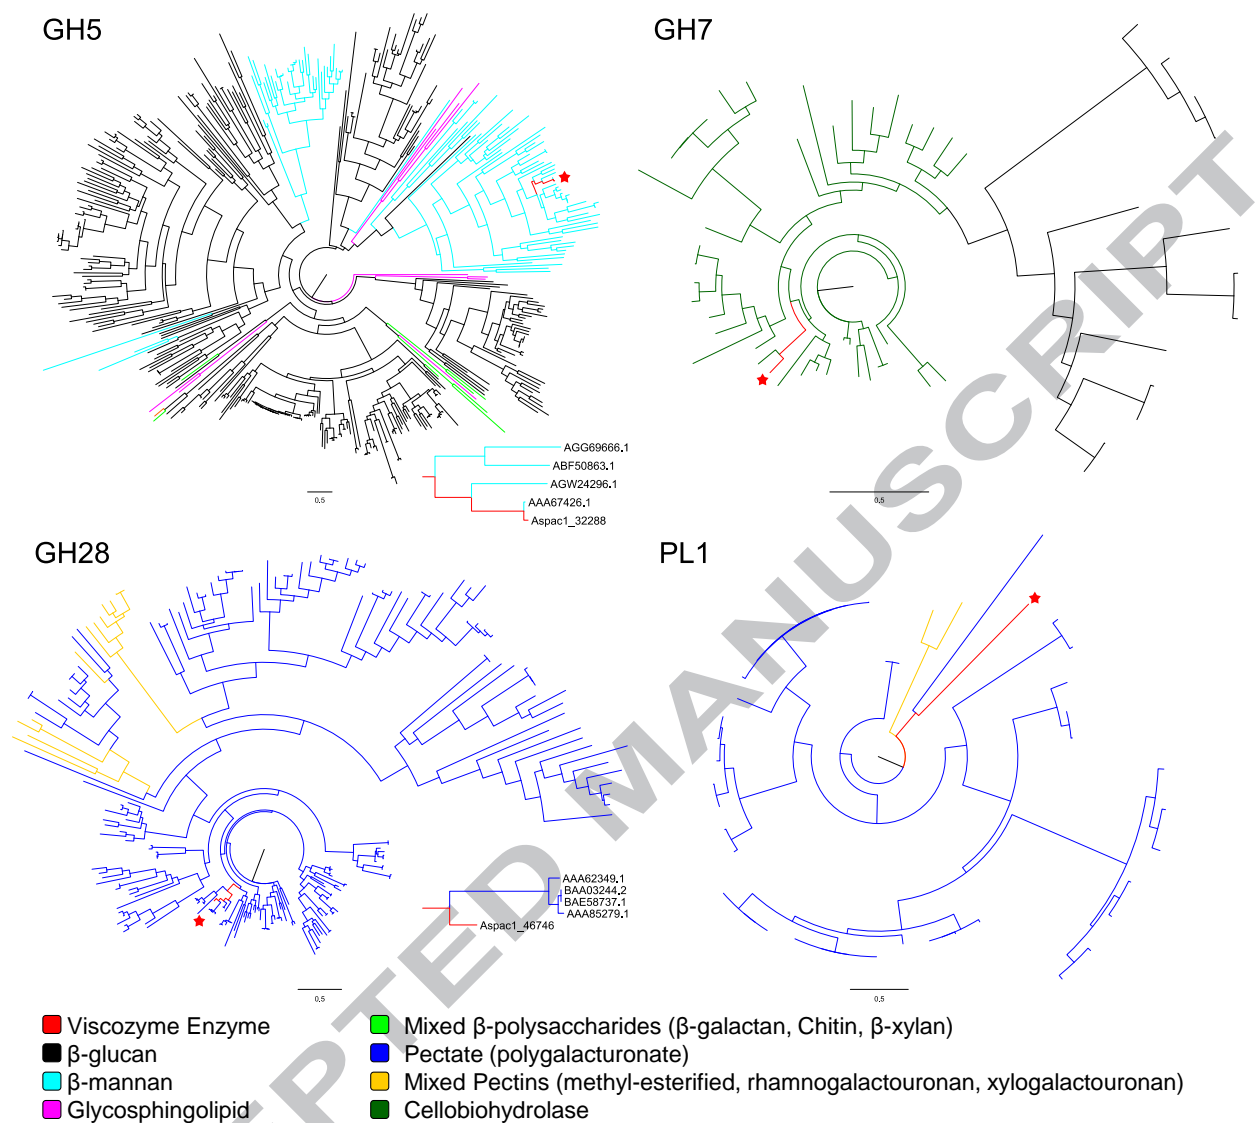 GH5
GH7
0.5
AGG69666.1
ABF50863.1
AGW24296.1
AAA67426.1
Aspac1_32288
0.5
GH28
PL1
AAA62349.1
BAA03244.2
BAE58737.1
AAA85279.1
Aspac1_46746
0.5
0.5
Viscozyme Enzyme
β-glucan
β-mannan
Glycosphingolipid
Mixed β-polysaccharides (β-galactan, Chitin, β-xylan)
Pectate (polygalacturonate)
Mixed Pectins (methyl-esterified, rhamnogalactouronan, xylogalactouronan)
Cellobiohydrolase
EPTED MANUSCRIPT